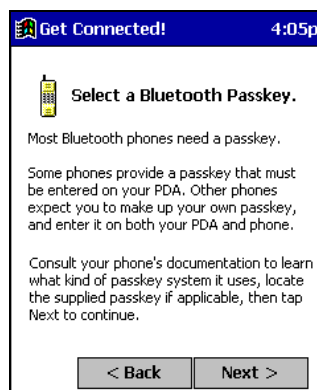 Get Connected! 4:05p
Select a Bluetooth Passkey.
Most Bluetooth phones need a passkey.
Some phones provide a passkey that must
be entered on your PDA. Other phones
expect you to make up your own passkey,
and enter it on both your PDA and phone.
Consult your phone's documentation to learn
what kind of passkey system it uses, locate
the supplied passkey if applicable, then tap
Next to continue.
< Back Next >